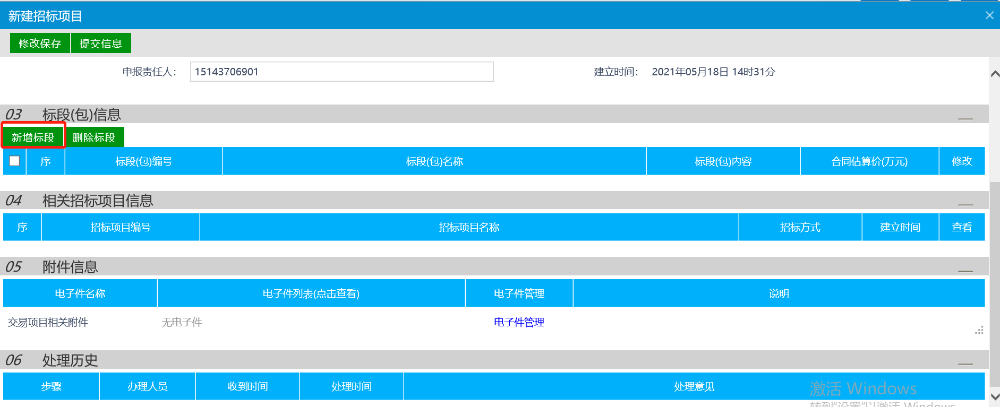 新建招标项目
修改保存 提交信息
申报责任人： 15143706901 建立时间： 2021年05月18日 14时31分
03 标段(包)信息
新增标段 删除标段
序 标段(包)编号 标段(包)名称 标段(包)内容 合同估算价(万元) 修改
04 相关招标项目信息
序 招标项目编号 招标项目名称 招标方式 建立时间 查看
05 附件信息
电子件名称 电子件列表(点击查看) 电子件管理 说明
交易项目相关附件 无电子件 电子件管理
06 处理历史
步骤 办理人员 收到时间 处理时间 处理意见
激活 Windows
转到"设置"以激活 Windows